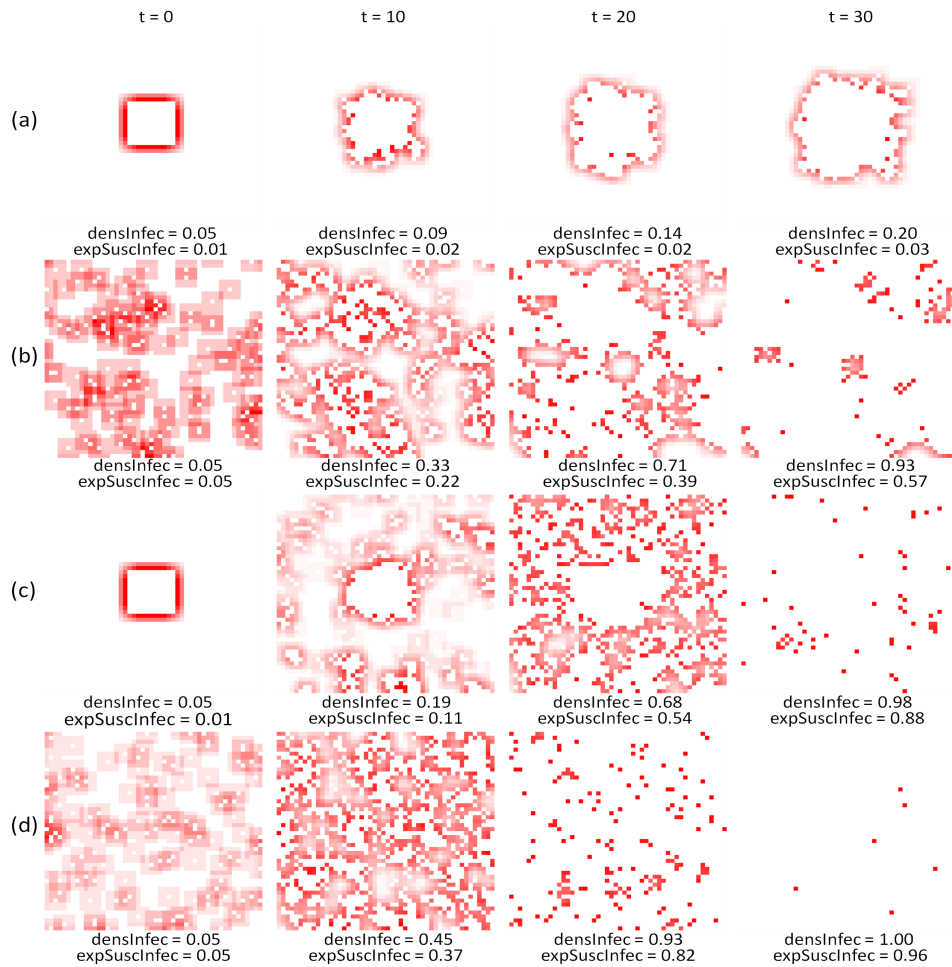 t = 0 t = 10 t = 20 t = 30
(a)
densInfec = 0.05 densInfec = 0.09 densInfec = 0.14 densInfec = 0.20
expSuscInfec = 0.01 expSuscInfec = 0.02 expSuscInfec = 0.02 expSuscInfec = 0.03
(b)
densInfec = 0.05 densInfec = 0.33 densInfec = 0.71 densInfec = 0.93
expSuscInfec = 0.05 expSuscInfec = 0.22 expSuscInfec = 0.39 expSuscInfec = 0.57
(c)
densInfec = 0.05 densInfec = 0.19 densInfec = 0.68 densInfec = 0.98
expSuscInfec = 0.01 expSuscInfec = 0.11 expSuscInfec = 0.54 expSuscInfec = 0.88
(d)
densInfec = 0.05 densInfec = 0.45 densInfec = 0.93 densInfec = 1.00
expSuscInfec = 0.05 expSuscInfec = 0.37 expSuscInfec = 0.82 expSuscInfec = 0.96